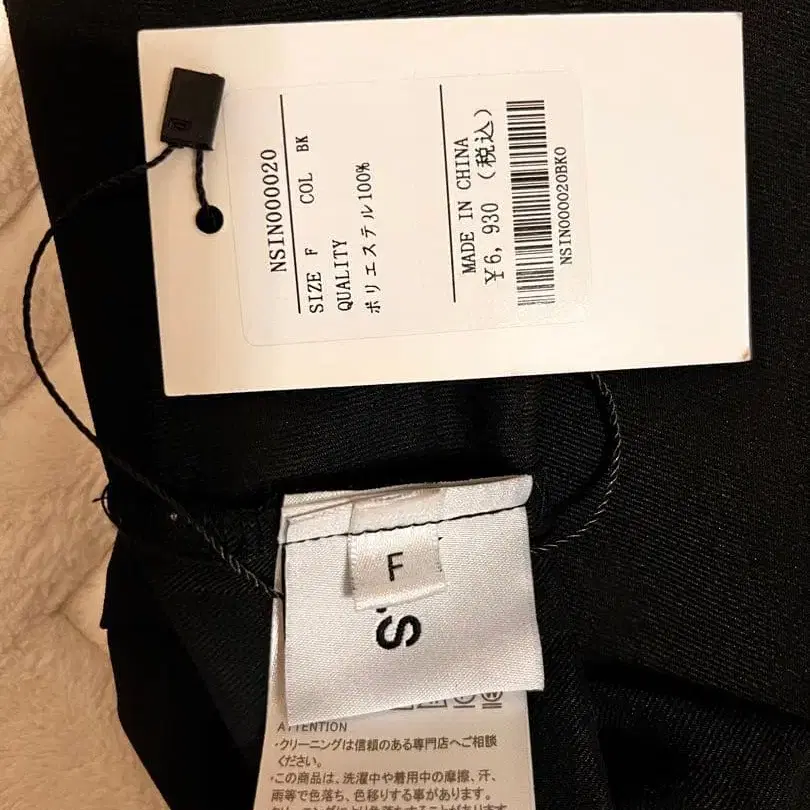 NSIN000020
SIZE F COL BK
QUALITY
ポリエステル100%
MADE IN CHINA
¥6,930 (税込)
NSIN000020BK0
F
S
ATTENTION
・クリーニングは信頼のある専門店へご相談
ください。
・この商品は、洗濯中や着用中の摩擦、汗、
雨等で色落ち、色移りする事があります。